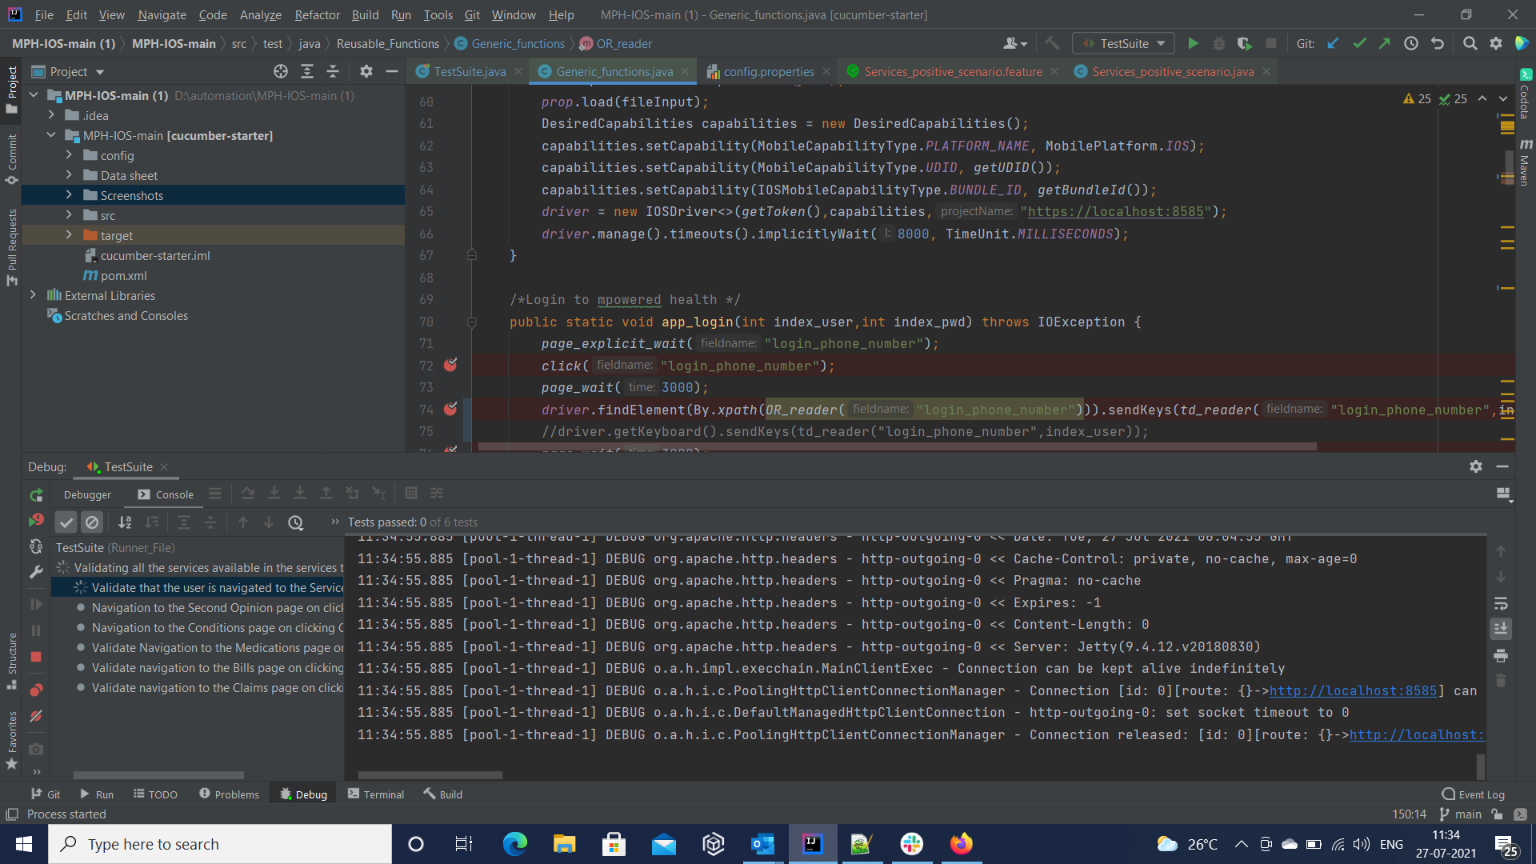 File Edit View Navigate Code Analyze Refactor Build Run Tools Git Window Help MPH-IOS-main (1) - Generic_functions.java [cucumber-starter]
MPH-IOS-main (1) MPH-IOS-main src test java Reusable_Functions Generic_functions OR_reader TestSuite Git:
Project TestSuite.java Generic_functions.java config.properties Services_positive_scenario.feature Services_positive_scenario.java
MPH-IOS-main (1) D:\automation\MPH-IOS-main (1)
.idea
MPH-IOS-main [cucumber-starter]
config
Data sheet
Screenshots
src
target
cucumber-starter.iml
pom.xml
External Libraries
Scratches and Consoles
Project
Commit
Pull Requests
Structure
Favorites
Codota
Maven
25 25
60 prop.load(fileInput);
61 DesiredCapabilities capabilities = new DesiredCapabilities();
62 capabilities.setCapability(MobileCapabilityType.PLATFORM_NAME, MobilePlatform.IOS);
63 capabilities.setCapability(MobileCapabilityType.UDID, getUDID());
64 capabilities.setCapability(IOSMobileCapabilityType.BUNDLE_ID, getBundleId());
65 driver = new IOSDriver<>(getToken(),capabilities, projectName: "https://localhost:8585");
66 driver.manage().timeouts().implicitlyWait( l: 8000, TimeUnit.MILLISECONDS);
67 }
68
69 /*Login to mpowered health */
70 public static void app_login(int index_user,int index_pwd) throws IOException {
71 page_explicit_wait( fieldname: "login_phone_number");
72 click( fieldname: "login_phone_number");
73 page_wait( time: 3000);
74 driver.findElement(By.xpath(OR_reader( fieldname: "login_phone_number"))).sendKeys(td_reader( fieldname: "login_phone_number",in
75 //driver.getKeyboard().sendKeys(td_reader("login_phone_number",index_user));
Debug: TestSuite
Debugger Console
Tests passed: 0 of 6 tests
TestSuite (Runner_File)
Validating all the services available in the services t
Validate that the user is navigated to the Service
Navigation to the Second Opinion page on click
Navigation to the Conditions page on clicking C
Validate Navigation to the Medications page on
Validate navigation to the Bills page on clicking
Validate navigation to the Claims page on click
11:34:55.885 [pool-1-thread-1] DEBUG org.apache.http.headers - http-outgoing-0 << Date: Tue, 27 Jul 2021 06:04:55 GMT
11:34:55.885 [pool-1-thread-1] DEBUG org.apache.http.headers - http-outgoing-0 << Cache-Control: private, no-cache, max-age=0
11:34:55.885 [pool-1-thread-1] DEBUG org.apache.http.headers - http-outgoing-0 << Pragma: no-cache
11:34:55.885 [pool-1-thread-1] DEBUG org.apache.http.headers - http-outgoing-0 << Expires: -1
11:34:55.885 [pool-1-thread-1] DEBUG org.apache.http.headers - http-outgoing-0 << Content-Length: 0
11:34:55.885 [pool-1-thread-1] DEBUG org.apache.http.headers - http-outgoing-0 << Server: Jetty(9.4.12.v20180830)
11:34:55.885 [pool-1-thread-1] DEBUG o.a.h.impl.execchain.MainClientExec - Connection can be kept alive indefinitely
11:34:55.885 [pool-1-thread-1] DEBUG o.a.h.i.c.PoolingHttpClientConnectionManager - Connection [id: 0][route: {}->http://localhost:8585] can
11:34:55.885 [pool-1-thread-1] DEBUG o.a.h.i.c.DefaultManagedHttpClientConnection - http-outgoing-0: set socket timeout to 0
11:34:55.885 [pool-1-thread-1] DEBUG o.a.h.i.c.PoolingHttpClientConnectionManager - Connection released: [id: 0][route: {}->http://localhost:
Git Run TODO Problems Debug Terminal Build Event Log
Process started 150:14 main
Type here to search 26°C ENG 11:34
27-07-2021 25